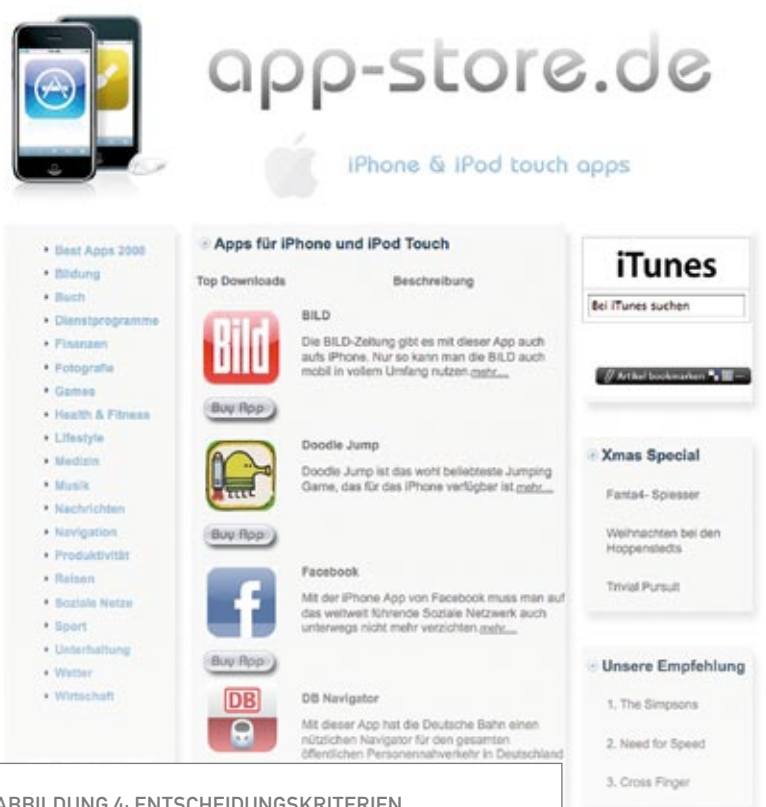 app-store.de
iPhone & iPod touch apps
Best Apps 2008
Bildung
Buch
Dienstprogramme
Finanzen
Fotografie
Games
Health & Fitness
Lifestyle
Medizin
Musik
Nachrichten
Navigation
Produktivität
Reisen
Soziale Netze
Sport
Unterhaltung
Wetter
Wirtschaft
Apps für iPhone und iPod Touch
Top Downloads Beschreibung
Bild
BILD
Die BILD-Zeitung gibt es mit dieser App auch
aufs iPhone. Nur so kann man die BILD auch
mobil in vollem Umfang nutzen.mehr....
Buy App
Doodle Jump
Doodle Jump ist das wohl beliebteste Jumping
Game, das für das iPhone verfügbar ist.mehr....
Buy App
f
Facebook
Mit der iPhone App von Facebook muss man auf
das weltweit führende Soziale Netzwerk auch
unterwegs nicht mehr verzichten.mehr....
Buy App
DB
DB Navigator
Mit dieser App hat die Deutsche Bahn einen
nützlichen Navigator für den gesamten
öffentlichen Personennahverkehr in Deutschland
iTunes
Bei iTunes suchen
Artikel bookmarken
Xmas Special
Fanta4- Spiesser
Weihnachten bei den
Hoppenstedts
Trivial Pursuit
Unsere Empfehlung
1. The Simpsons
2. Need for Speed
3. Cross Finger
ABBILDUNG 4: ENTSCHEIDUNGSKRITERIEN